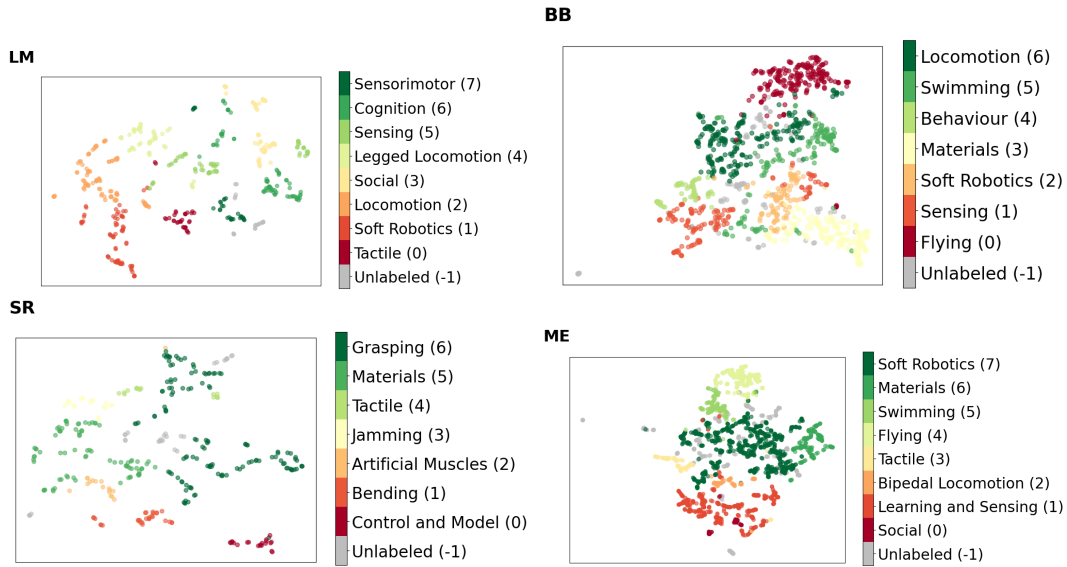 LM
Sensorimotor (7)
Cognition (6)
Sensing (5)
Legged Locomotion (4)
Social (3)
Locomotion (2)
Soft Robotics (1)
Tactile (0)
Unlabeled (-1)
BB
Locomotion (6)
Swimming (5)
Behaviour (4)
Materials (3)
Soft Robotics (2)
Sensing (1)
Flying (0)
Unlabeled (-1)
SR
Grasping (6)
Materials (5)
Tactile (4)
Jamming (3)
Artificial Muscles (2)
Bending (1)
Control and Model (0)
Unlabeled (-1)
ME
Soft Robotics (7)
Materials (6)
Swimming (5)
Flying (4)
Tactile (3)
Bipedal Locomotion (2)
Learning and Sensing (1)
Social (0)
Unlabeled (-1)